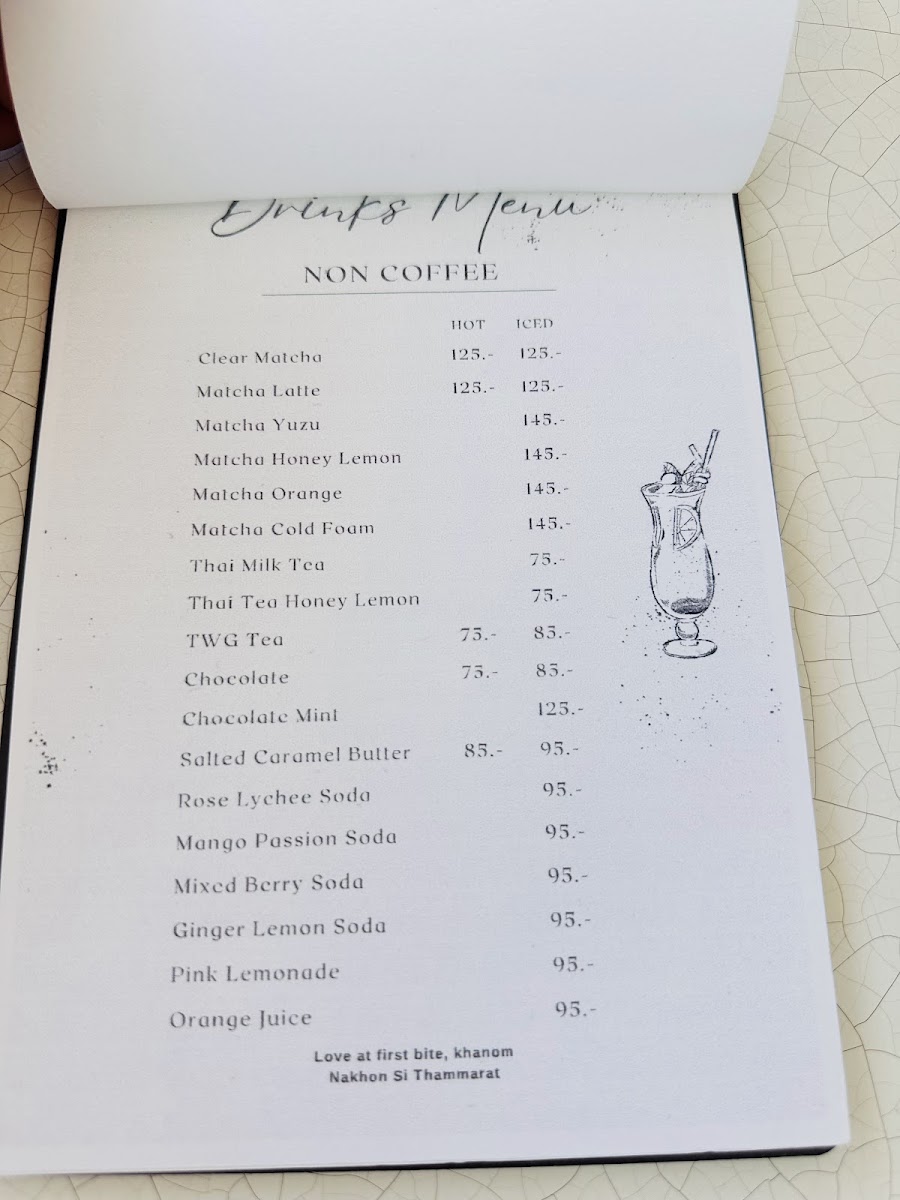 Drinks Menu
NON COFFEE
HOT ICED
Clear Matcha 125.- 125.-
Matcha Latte 125.- 125.-
Matcha Yuzu 145.-
Matcha Honey Lemon 145.-
Matcha Orange 145.-
Matcha Cold Foam 145.-
Thai Milk Tea 75.-
Thai Tea Honey Lemon 75.-
TWG Tea 75.- 85.-
Chocolate 75.- 85.-
Chocolate Mint 125.-
Salted Caramel Butter 85.- 95.-
Rose Lychee Soda 95.-
Mango Passion Soda 95.-
Mixed Berry Soda 95.-
Ginger Lemon Soda 95.-
Pink Lemonade 95.-
Orange Juice 95.-
Love at first bite, khanom
Nakhon Si Thammarat